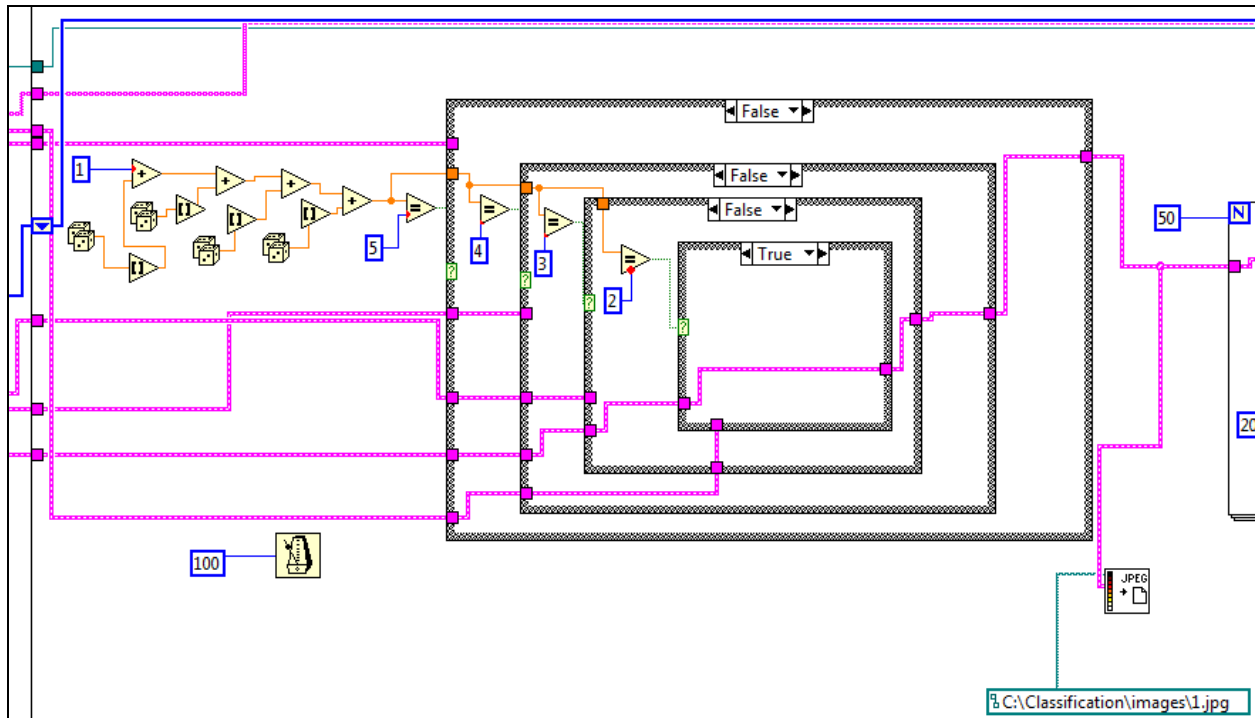 False
1
False
False
50
N
5
4
3
True
2
20
100
JPEG
C:\Classification\images\1.jpg